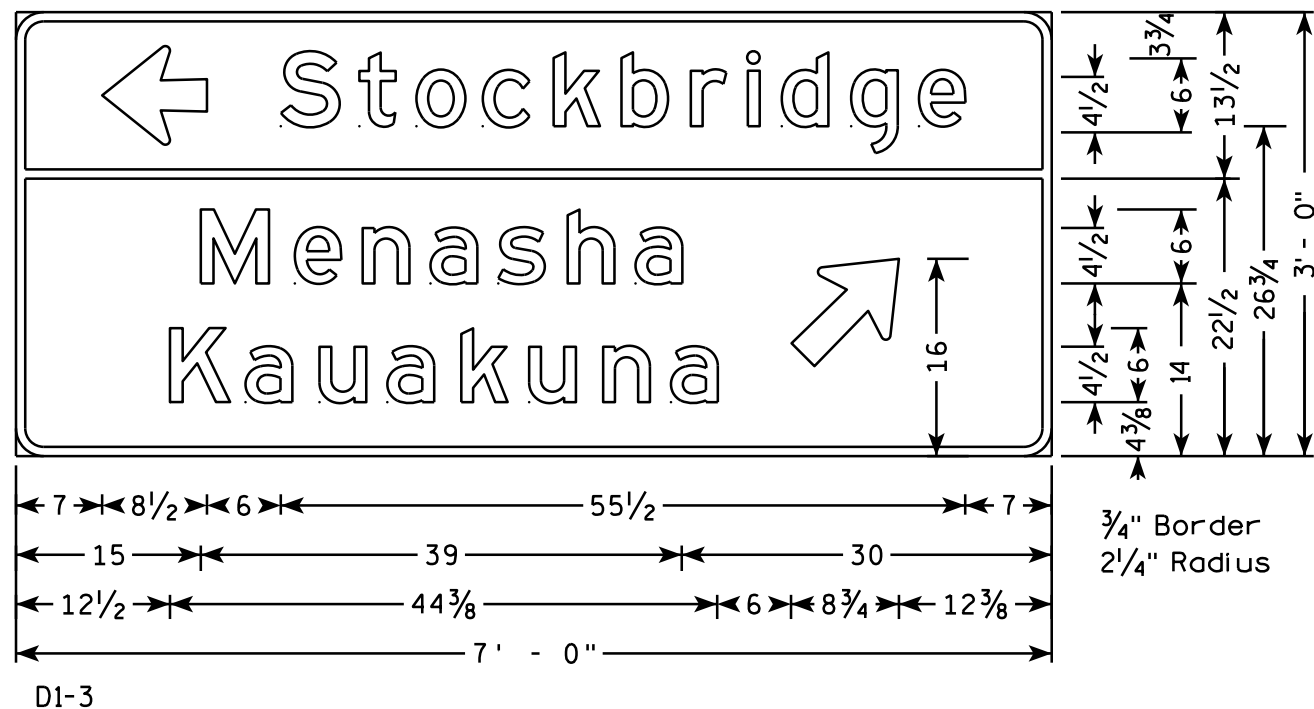 Stockbridge
Menasha
Kauakuna
16
4½ 6 3¾ 13½
4½ 6 22½ 26¾ 3' - 0"
4½ 6 14
4⅜
7 8½ 6 55½ 7
15 39 30
12½ 44⅜ 6 8¾ 12⅜
7' - 0"
¾" Border
2¼" Radius
D1-3